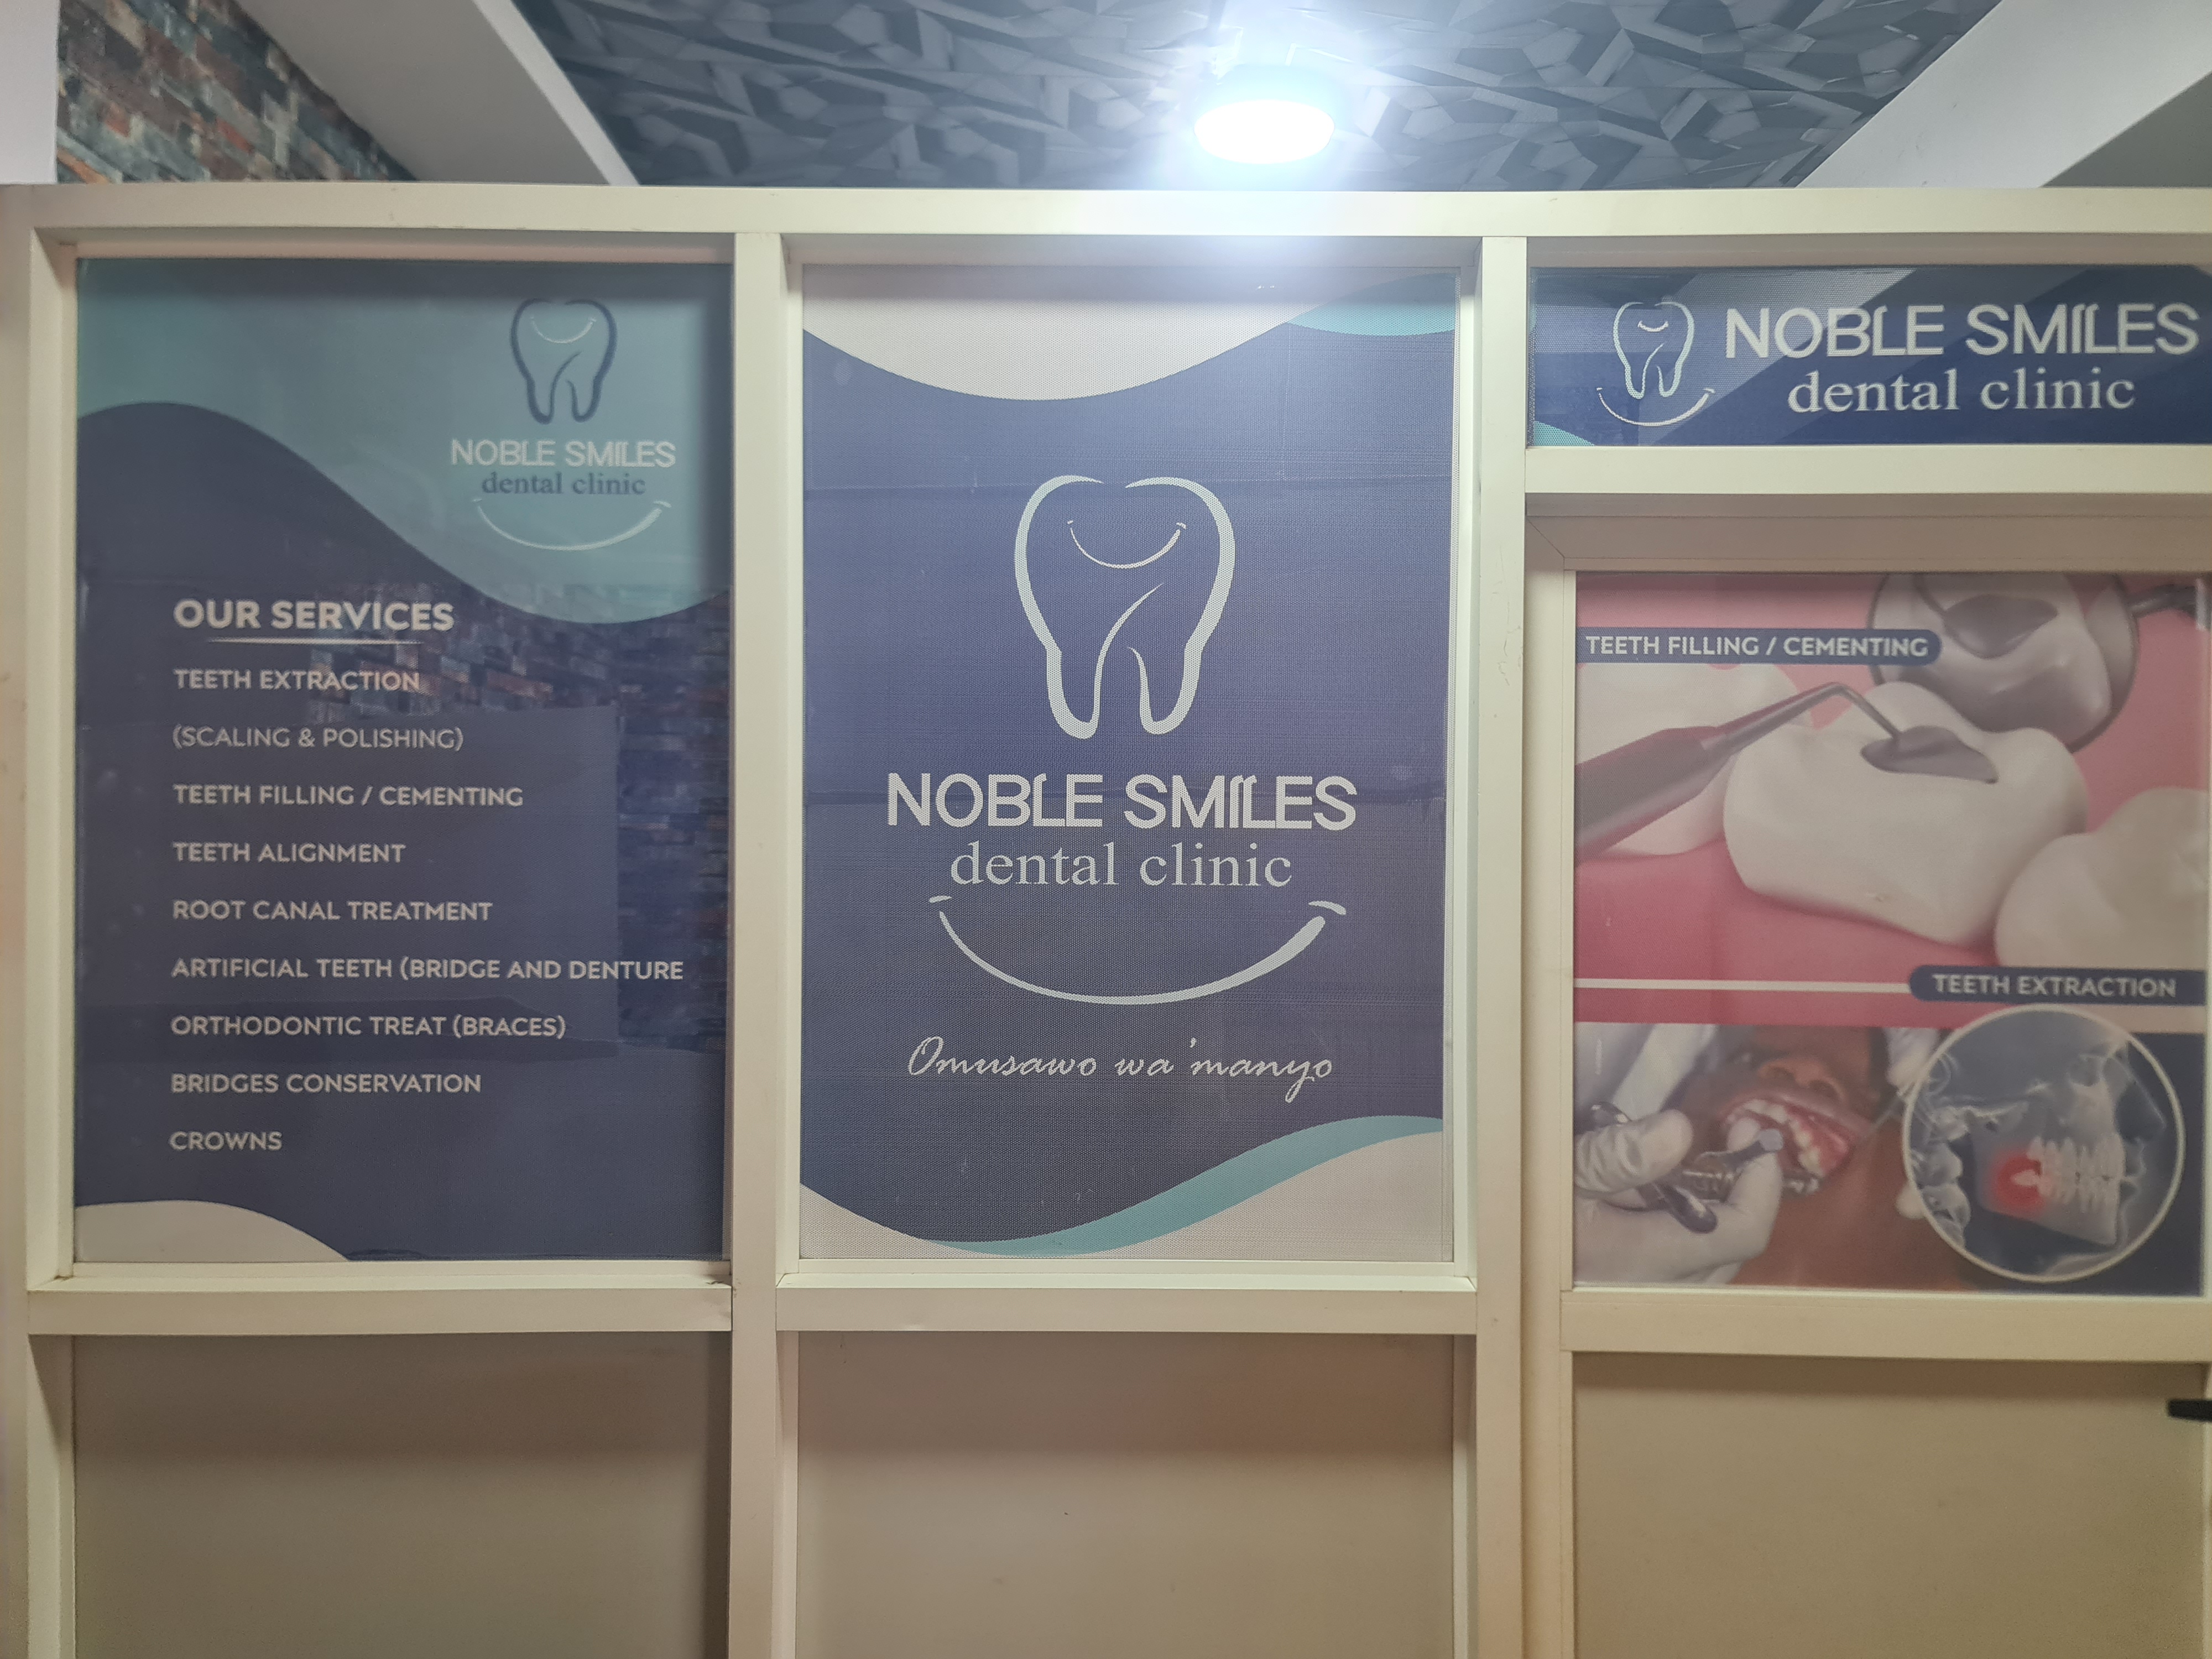 NOBLE SMILES
dental clinic
OUR SERVICES
TEETH EXTRACTION
(SCALING & POLISHING)
TEETH FILLING / CEMENTING
TEETH ALIGNMENT
ROOT CANAL TREATMENT
ARTIFICIAL TEETH (BRIDGE AND DENTURE
ORTHODONTIC TREAT (BRACES)
BRIDGES CONSERVATION
CROWNS
NOBLE SMILES
dental clinic
Omusawo wa'manyo
NOBLE SMILES
dental clinic
TEETH FILLING / CEMENTING
TEETH EXTRACTION